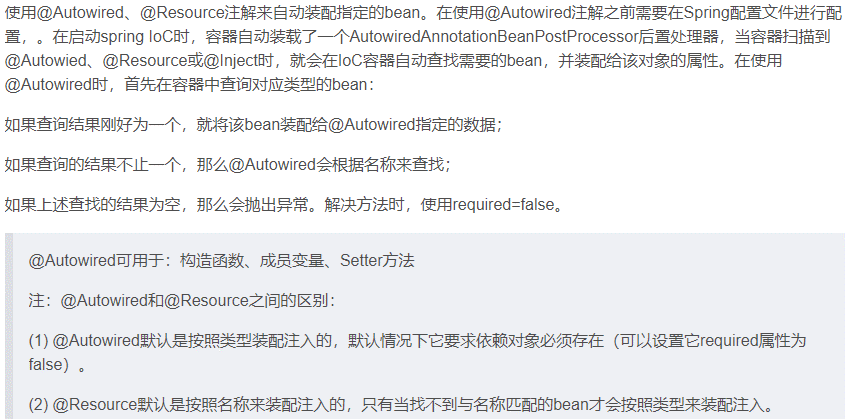 使用@Autowired、@Resource注解来自动装配指定的bean。在使用@Autowired注解之前需要在Spring配置文件进行配
置，。在启动spring IoC时，容器自动装载了一个AutowiredAnnotationBeanPostProcessor后置处理器，当容器扫描到
@Autowied、@Resource或@Inject时，就会在IoC容器自动查找需要的bean，并装配给该对象的属性。在使用
@Autowired时，首先在容器中查询对应类型的bean：
如果查询结果刚好为一个，就将该bean装配给@Autowired指定的数据；
如果查询的结果不止一个，那么@Autowired会根据名称来查找；
如果上述查找的结果为空，那么会抛出异常。解决方法时，使用required=false。
@Autowired可用于：构造函数、成员变量、Setter方法
注：@Autowired和@Resource之间的区别：
(1) @Autowired默认是按照类型装配注入的，默认情况下它要求依赖对象必须存在（可以设置它required属性为
false）。
(2) @Resource默认是按照名称来装配注入的，只有当找不到与名称匹配的bean才会按照类型来装配注入。